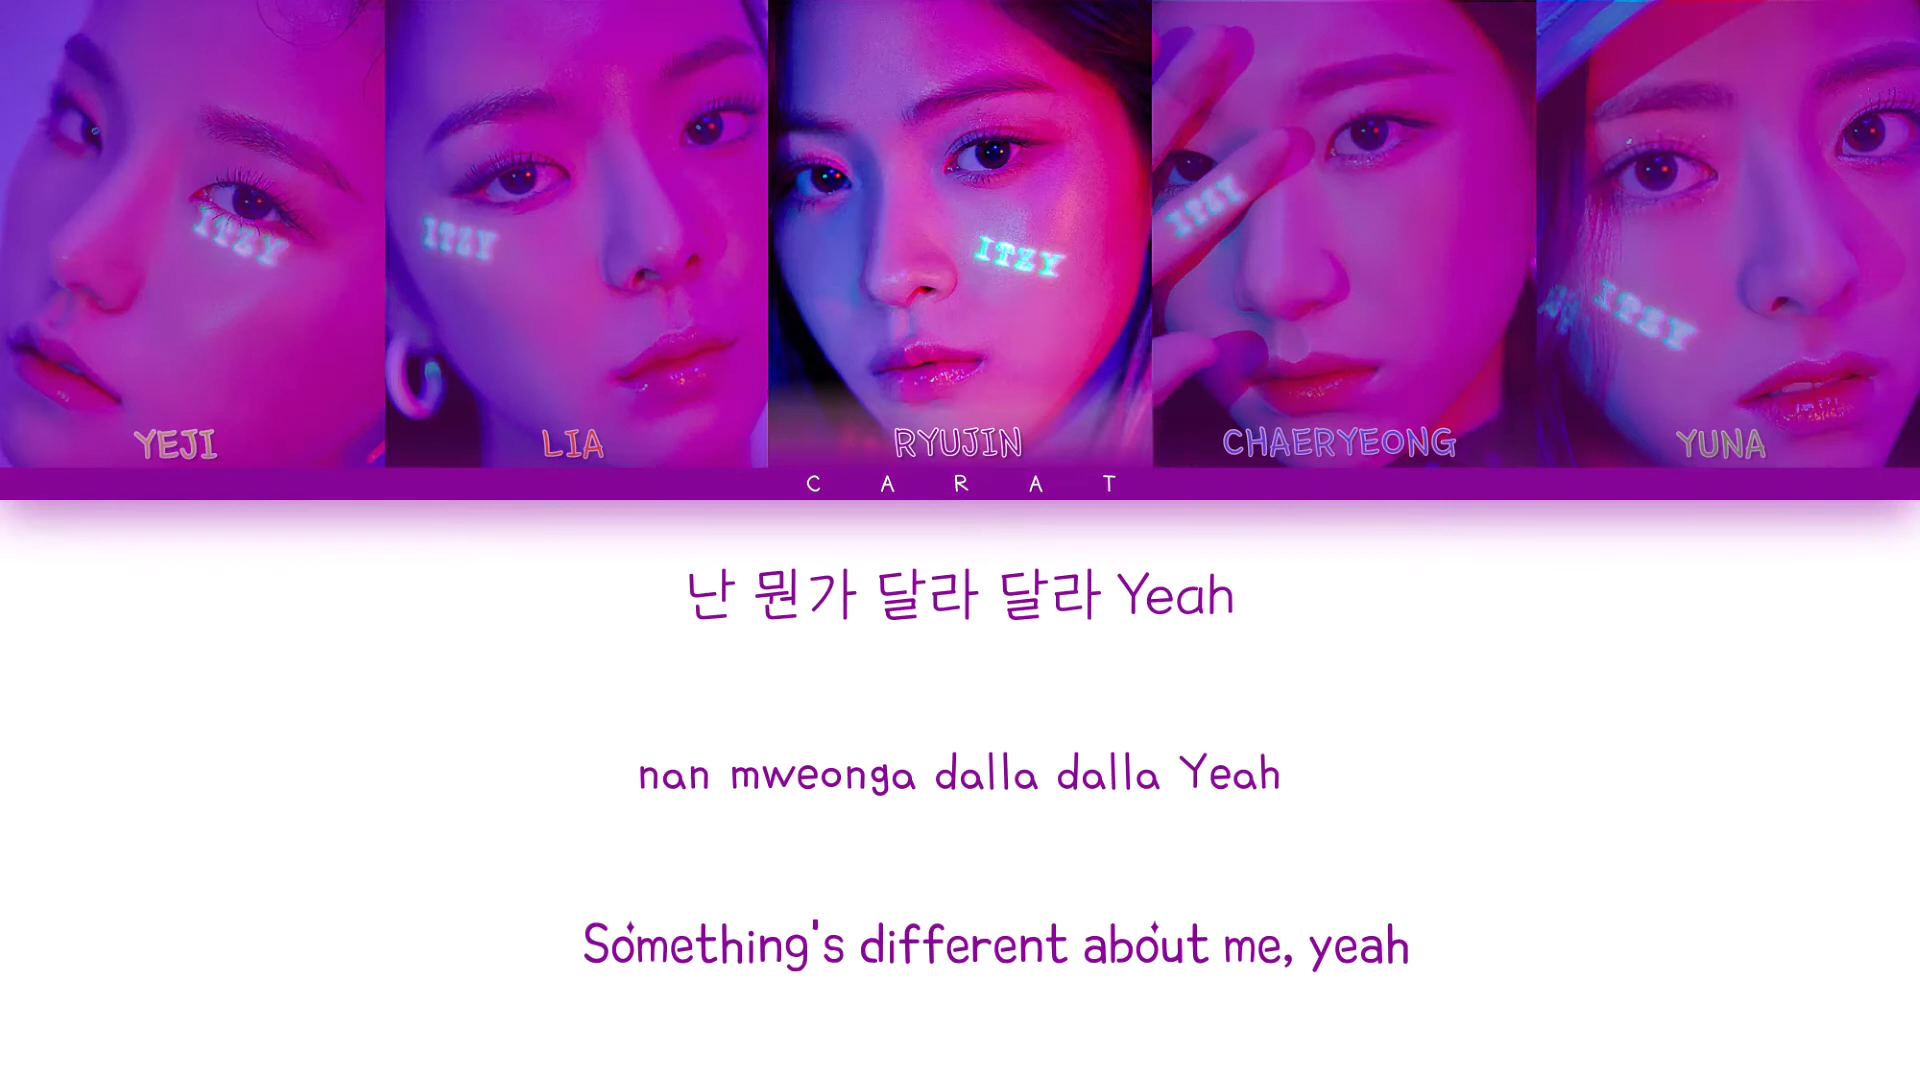 ITZY
ITZY
ITZY
ITZY
ITZY
YEJI
LIA
RYUJIN
CHAERYEONG
YUNA
CARAT
난 뭔가 달라 달라 Yeah
nan mweonga dalla dalla Yeah
Something's different about me, yeah